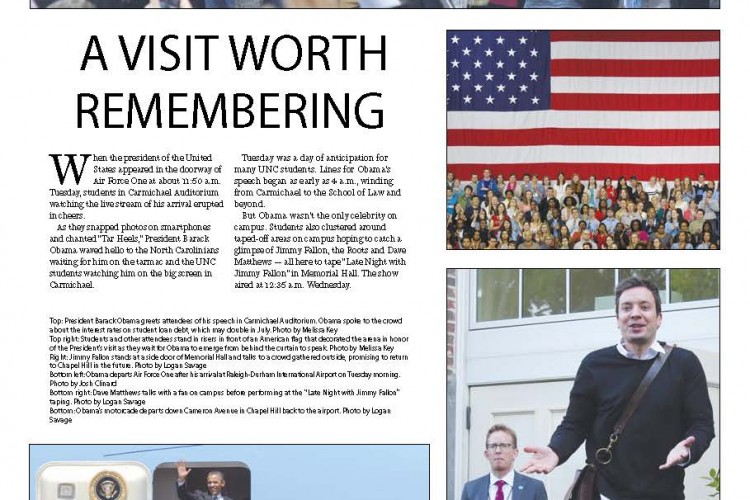 A VISIT WORTH
REMEMBERING
When the president of the United
States appeared in the doorway of
Air Force One at about 11:50 a.m.
Tuesday, students in Carmichael Auditorium
watching the live stream of his arrival erupted
in cheers.
As they snapped photos on smartphones
and chanted "Tar Heels," President Barack
Obama waved hello to the North Carolinians
waiting for him on the tarmac and the UNC
students watching him on the big screen in
Carmichael.
Tuesday was a day of anticipation for
many UNC students. Lines for Obama's
speech began as early as 4 a.m., winding
from Carmichael to the School of Law and
beyond.
But Obama wasn't the only celebrity on
campus. Students also clustered around
taped-off areas on campus hoping to catch a
glimpse of Jimmy Fallon, the Roots and Dave
Matthews — all here to tape "Late Night with
Jimmy Fallon" in Memorial Hall. The show
aired at 12:35 a.m. Wednesday.
Top: President Barack Obama greets attendees of his speech in Carmichael Auditorium. Obama spoke to the crowd
about the interest rates on student loan debt, which may double in July. Photo by Melissa Key
Top right: Students and other attendees stand in risers in front of an American flag that decorated the arena in honor
of the President's visit as they wait for Obama to emerge from behind the curtain to speak. Photo by Melissa Key
Right: Jimmy Fallon stands at a side door of Memorial Hall and talks to a crowd gathered outside, promising to return
to Chapel Hill in the future. Photo by Logan Savage
Bottom left: Obama departs Air Force One after his arrival at Raleigh-Durham International Airport on Tuesday morning.
Photo by Josh Clinard
Bottom right: Dave Matthews talks with a fan on campus before performing at the "Late Night with Jimmy Fallon"
taping. Photo by Logan Savage
Bottom: Obama's motorcade departs down Cameron Avenue in Chapel Hill back to the airport. Photo by Logan
Savage